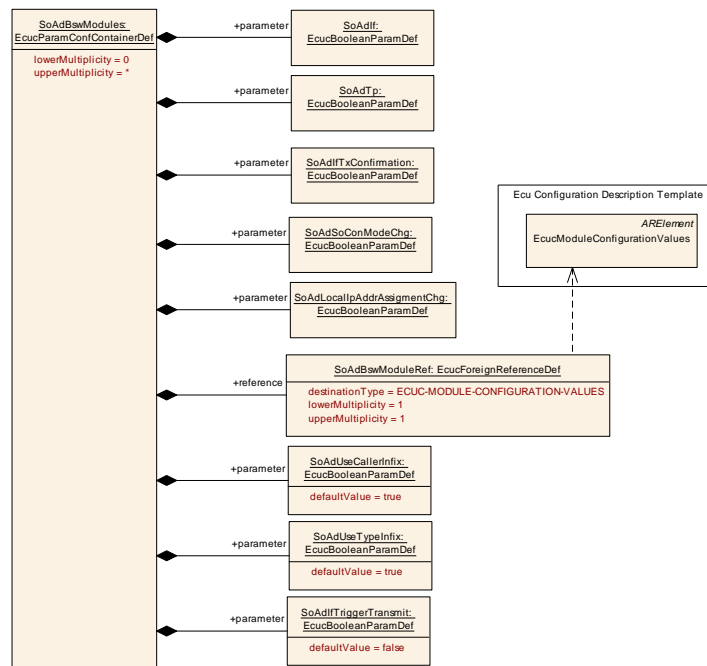 SoAdBswModules:
EcucParamConfContainerDef
lowerMultiplicity = 0
upperMultiplicity = *
+parameter
SoAdIf:
EcucBooleanParamDef
+parameter
SoAdTp:
EcucBooleanParamDef
+parameter
SoAdIfTxConfirmation:
EcucBooleanParamDef
Ecu Configuration Description Template
ARElement
EcucModuleConfigurationValues
+parameter
SoAdSoConModeChg:
EcucBooleanParamDef
+parameter
SoAdLocalIpAddrAssigmentChg:
EcucBooleanParamDef
+reference
SoAdBswModuleRef: EcucForeignReferenceDef
destinationType = ECUC-MODULE-CONFIGURATION-VALUES
lowerMultiplicity = 1
upperMultiplicity = 1
+parameter
SoAdUseCallerInfix:
EcucBooleanParamDef
defaultValue = true
+parameter
SoAdUseTypeInfix:
EcucBooleanParamDef
defaultValue = true
+parameter
SoAdIfTriggerTransmit:
EcucBooleanParamDef
defaultValue = false